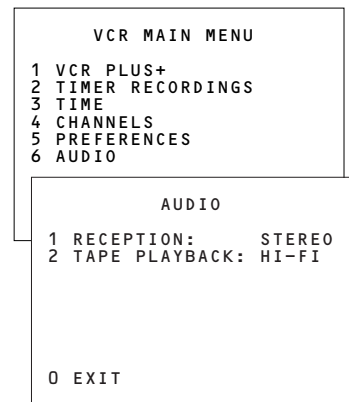 VCR MAIN MENU
1 VCR PLUS+
2 TIMER RECORDINGS
3 TIME
4 CHANNELS
5 PREFERENCES
6 AUDIO
AUDIO
1 RECEPTION: STEREO
2 TAPE PLAYBACK: HI-FI
0 EXIT